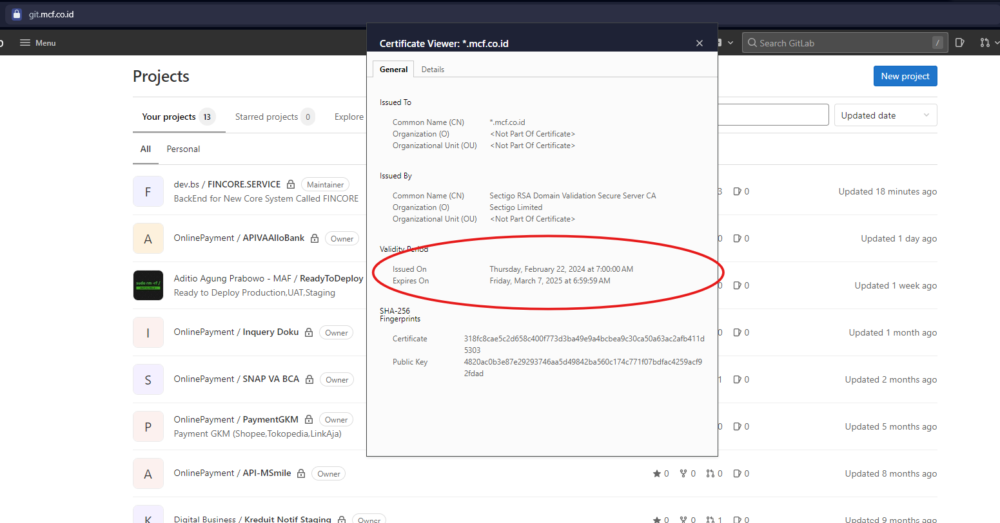 git.mcf.co.id
Menu
Search GitLab /
Projects
New project
Your projects 13 Starred projects 0 Explore
Updated date
All Personal
F dev.bs / FINCORE.SERVICE Maintainer
BackEnd for New Core System Called FINCORE
3 0 Updated 18 minutes ago
A OnlinePayment / APIVAAlloBank Owner
0 0 Updated 1 day ago
sudo rm -rf /
Aditio Agung Prabowo - MAF / ReadyToDeploy
Ready to Deploy Production,UAT,Staging
0 0 Updated 1 week ago
I OnlinePayment / Inquery Doku Owner
0 0 Updated 1 month ago
S OnlinePayment / SNAP VA BCA Owner
1 0 Updated 2 months ago
P OnlinePayment / PaymentGKM Owner
Payment GKM (Shopee,Tokopedia,LinkAja)
0 0 Updated 5 months ago
A OnlinePayment / API-MSmile Owner
0 0 0 0 Updated 8 months ago
K Digital Business / Kreduit Notif Staging Owner
0 0 1 0 Updated 9 months ago
Certificate Viewer: *.mcf.co.id
General Details
Issued To
Common Name (CN) *.mcf.co.id
Organization (O) <Not Part Of Certificate>
Organizational Unit (OU) <Not Part Of Certificate>
Issued By
Common Name (CN) Sectigo RSA Domain Validation Secure Server CA
Organization (O) Sectigo Limited
Organizational Unit (OU) <Not Part Of Certificate>
Validity Period
Issued On Thursday, February 22, 2024 at 7:00:00 AM
Expires On Friday, March 7, 2025 at 6:59:59 AM
SHA-256
Fingerprints
Certificate 318fc8cae5c2d658c400f773d3ba49e9a4bcbea9c30ca50a63ac2afb411d
5303
Public Key 4820ac0b3e87e29293746aa5d49842ba560c174c771f07bdfac4259acf9
2fdad